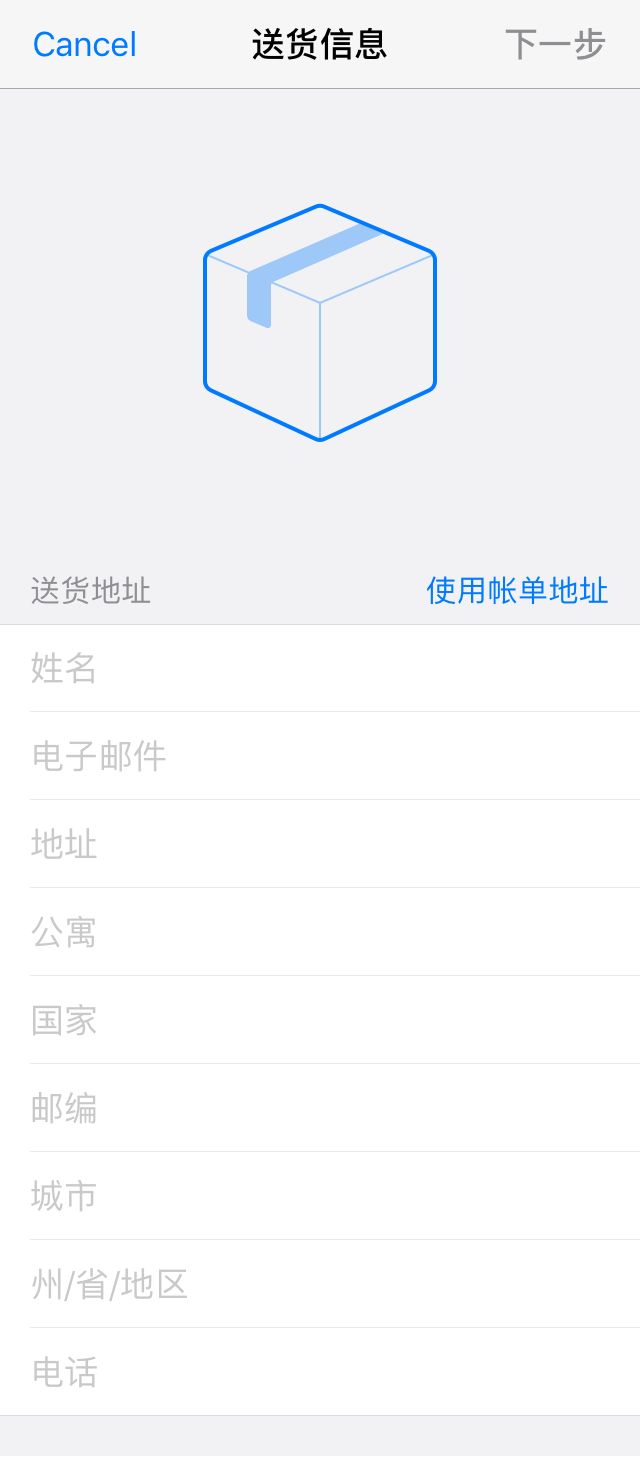 Cancel 送货信息 下一步
送货地址 使用帐单地址
姓名
电子邮件
地址
公寓
国家
邮编
城市
州/省/地区
电话